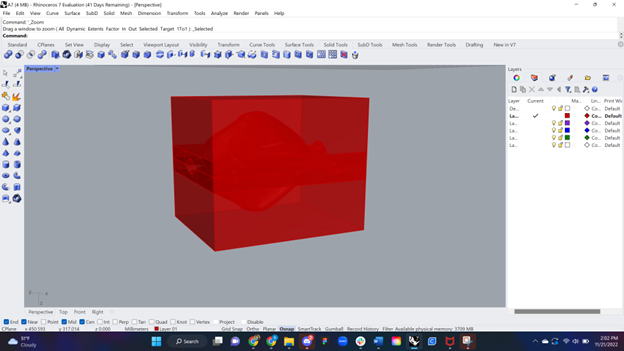 A7 (4 MB) - Rhinoceros 7 Evaluation (41 Days Remaining) - [Perspective]
File Edit View Curve Surface SubD Solid Mesh Dimension Transform Tools Analyze Render Panels Help
Command: '_Zoom
Drag a window to zoom ( All Dynamic Extents Factor In Out Selected Target 1To1 ): _Selected
Command:
Standard CPlanes Set View Display Select Viewport Layout Visibility Transform Curve Tools Surface Tools Solid Tools SubD Tools Mesh Tools Render Tools Drafting New in V7
Perspective
Layers
Layer Current Ma... Lin... Print Wi
De... Co... Default
La... Co... Default
La... Co... Default
La... Co... Default
La... Co... Default
La... Co... Default
Perspective Top Front Right
End Near Point Mid Cen Int Perp Tan Quad Knot Vertex Project Disable
CPlane x 450.593 y 317.014 z 0.000 Millimeters Layer 01 Grid Snap Ortho Planar Osnap SmartTrack Gumball Record History Filter Available physical memory: 3709 MB
51°F
Cloudy
Search
2:02 PM
11/21/2022